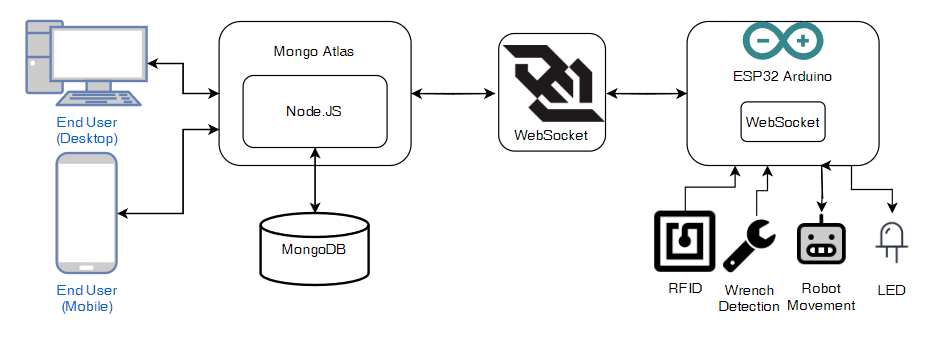 Mongo Atlas
Node.JS
MongoDB
End User
(Desktop)
End User
(Mobile)
WebSocket
ESP32 Arduino
WebSocket
RFID
Wrench
Detection
Robot
Movement
LED